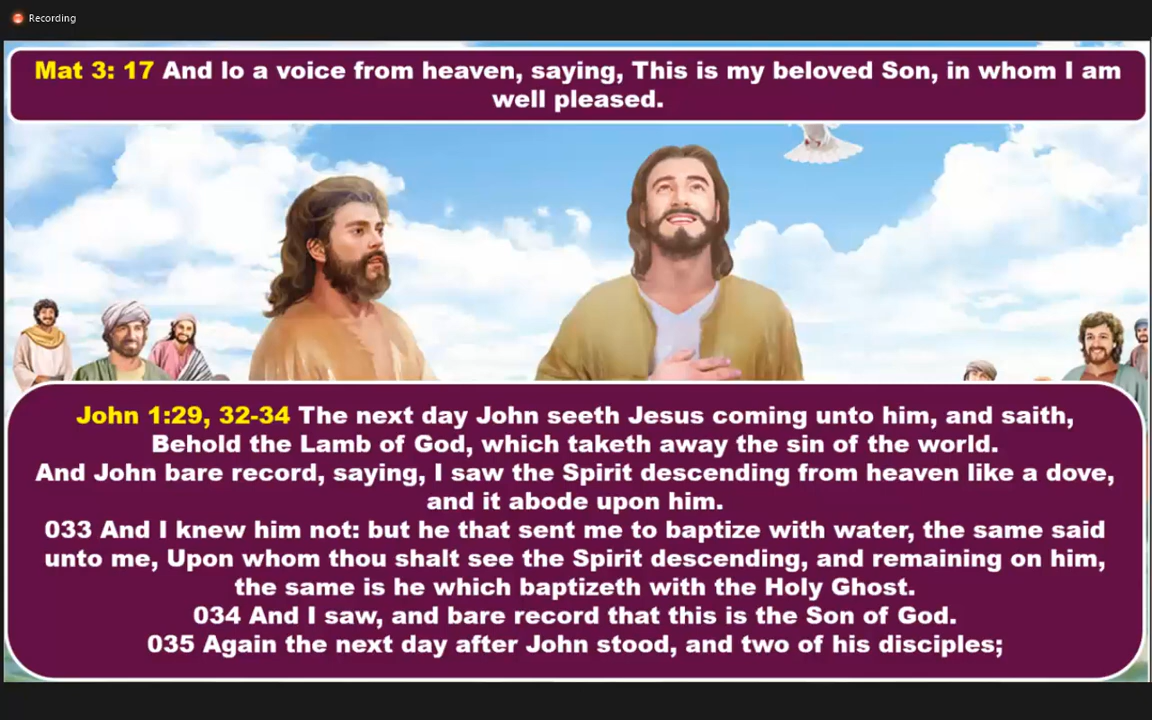 Recording
Mat 3: 17 And lo a voice from heaven, saying, This is my beloved Son, in whom I am
well pleased.
John 1:29, 32-34 The next day John seeth Jesus coming unto him, and saith,
Behold the Lamb of God, which taketh away the sin of the world.
And John bare record, saying, I saw the Spirit descending from heaven like a dove,
and it abode upon him.
033 And I knew him not: but he that sent me to baptize with water, the same said
unto me, Upon whom thou shalt see the Spirit descending, and remaining on him,
the same is he which baptizeth with the Holy Ghost.
034 And I saw, and bare record that this is the Son of God.
035 Again the next day after John stood, and two of his disciples;